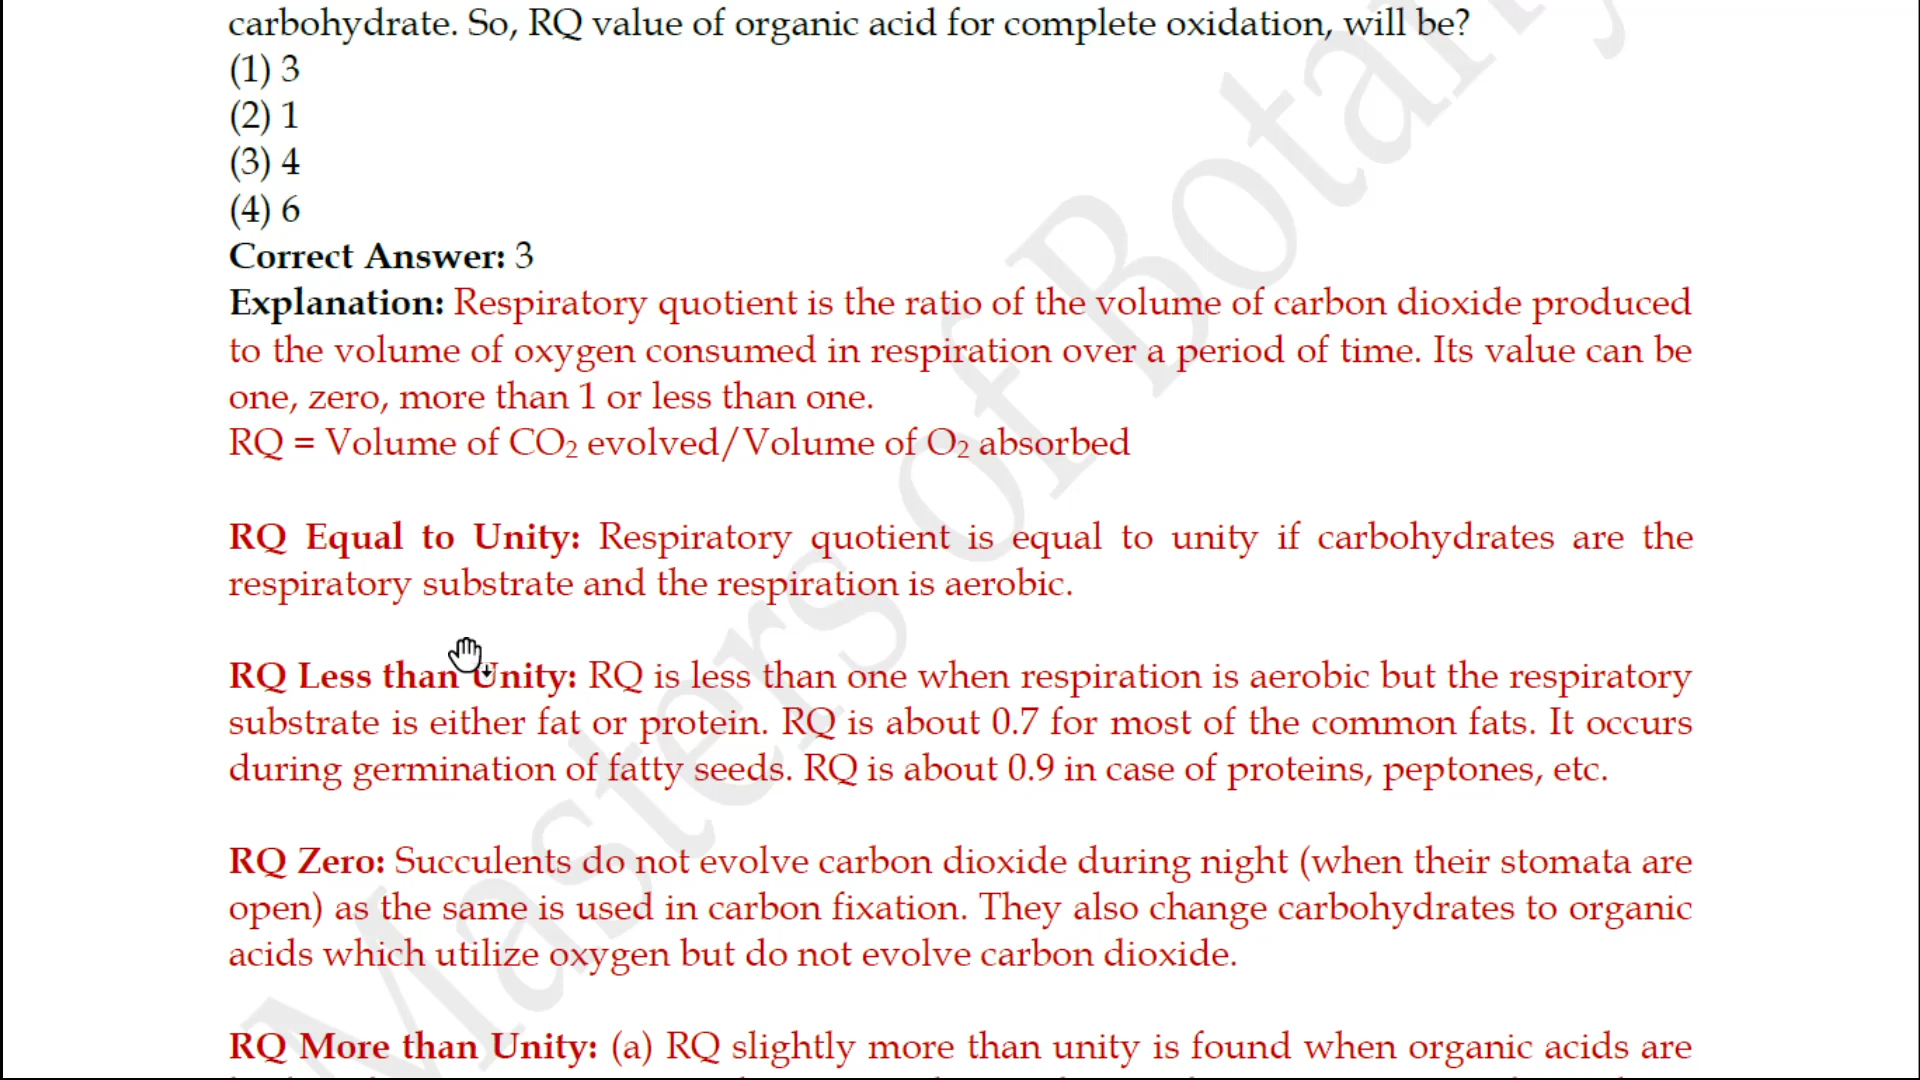 carbohydrate. So, RQ value of organic acid for complete oxidation, will be?
(1) 3
(2) 1
(3) 4
(4) 6
Correct Answer: 3
Explanation: Respiratory quotient is the ratio of the volume of carbon dioxide produced
to the volume of oxygen consumed in respiration over a period of time. Its value can be
one, zero, more than 1 or less than one.
RQ = Volume of CO₂ evolved/Volume of O₂ absorbed
RQ Equal to Unity: Respiratory quotient is equal to unity if carbohydrates are the
respiratory substrate and the respiration is aerobic.
RQ Less than Unity: RQ is less than one when respiration is aerobic but the respiratory
substrate is either fat or protein. RQ is about 0.7 for most of the common fats. It occurs
during germination of fatty seeds. RQ is about 0.9 in case of proteins, peptones, etc.
RQ Zero: Succulents do not evolve carbon dioxide during night (when their stomata are
open) as the same is used in carbon fixation. They also change carbohydrates to organic
acids which utilize oxygen but do not evolve carbon dioxide.
RQ More than Unity: (a) RQ slightly more than unity is found when organic acids are
Masters of Botany